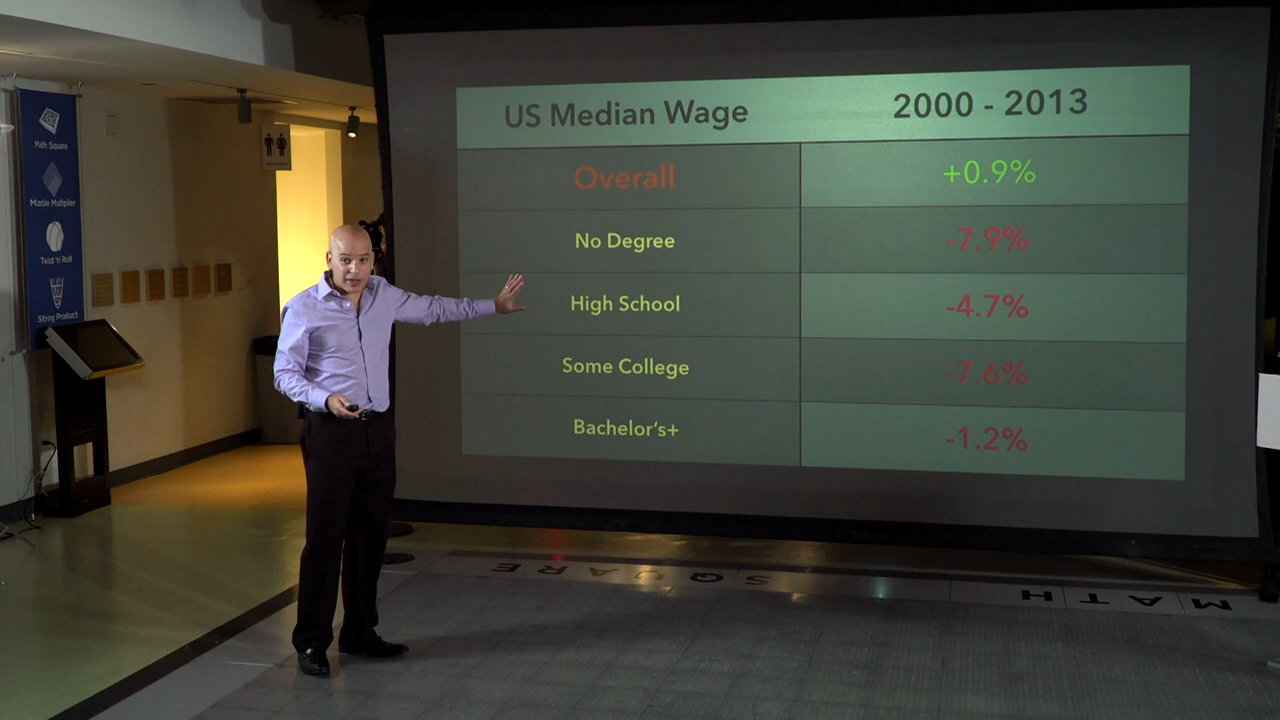 Math Square
Marble Multiplier
Twist 'n' Roll
String Product
US Median Wage 2000 - 2013
Overall +0.9%
No Degree -7.9%
High School -4.7%
Some College -7.6%
Bachelor's+ -1.2%
MATH SQUARE